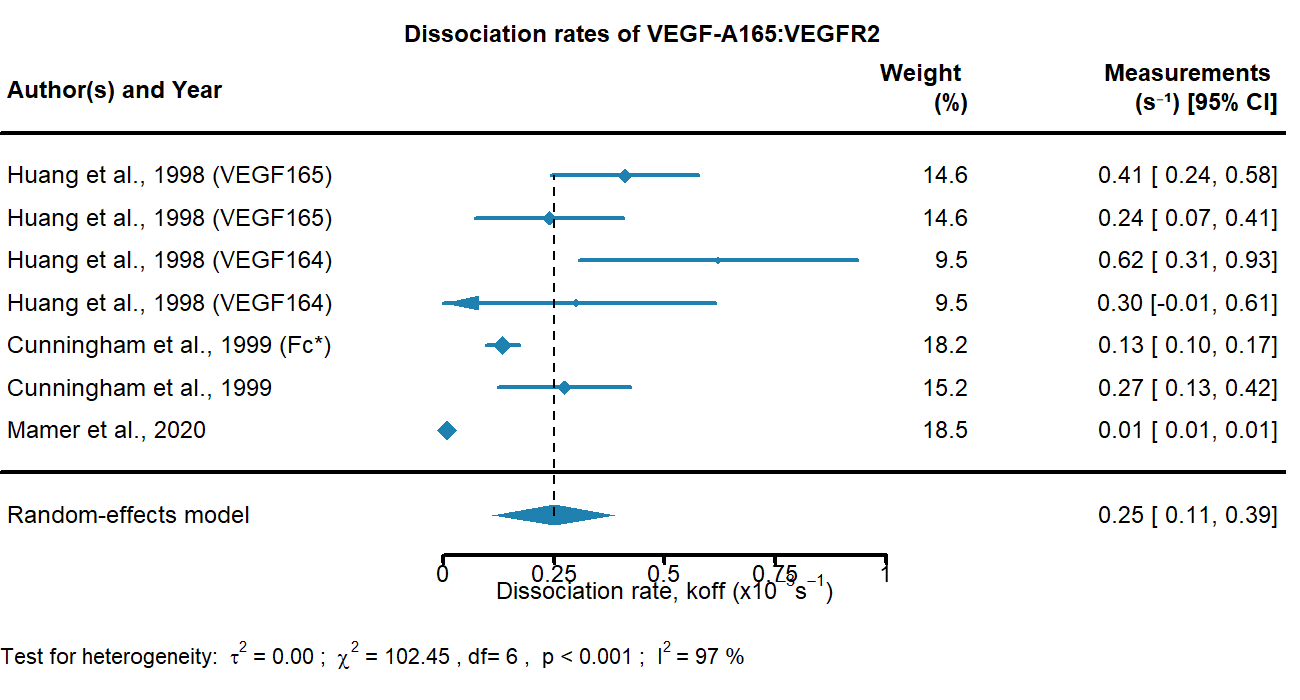 Dissociation rates of VEGF-A165:VEGFR2
Author(s) and Year Weight (%) Measurements (s⁻¹) [95% CI]
Huang et al., 1998 (VEGF165) 14.6 0.41 [ 0.24, 0.58]
Huang et al., 1998 (VEGF165) 14.6 0.24 [ 0.07, 0.41]
Huang et al., 1998 (VEGF164) 9.5 0.62 [ 0.31, 0.93]
Huang et al., 1998 (VEGF164) 9.5 0.30 [-0.01, 0.61]
Cunningham et al., 1999 (Fc*) 18.2 0.13 [ 0.10, 0.17]
Cunningham et al., 1999 15.2 0.27 [ 0.13, 0.42]
Mamer et al., 2020 18.5 0.01 [ 0.01, 0.01]
Random-effects model 0.25 [ 0.11, 0.39]
0 0.25 0.5 0.75 1
Dissociation rate, koff (x10⁻³s⁻¹)
Test for heterogeneity: τ² = 0.00 ; χ² = 102.45 , df= 6 , p < 0.001 ; I² = 97 %